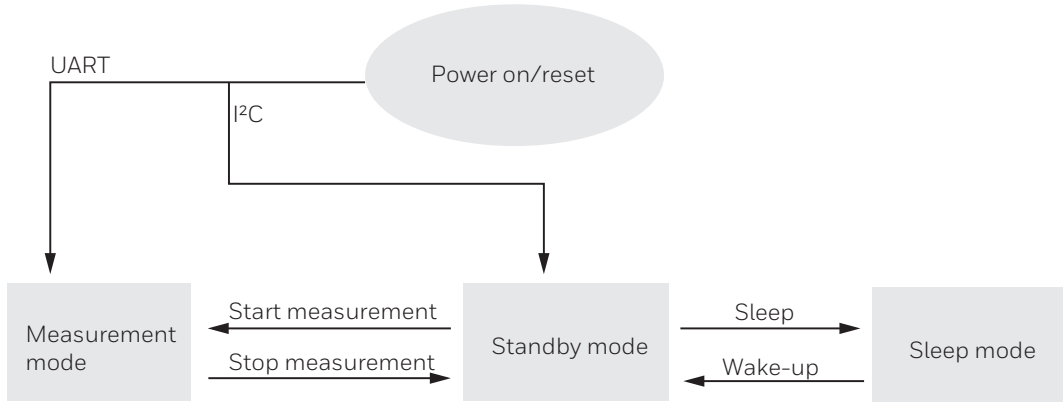 UART
Power on/reset
I²C
Start measurement
Sleep
Measurement
mode
Standby mode
Sleep mode
Stop measurement
Wake-up